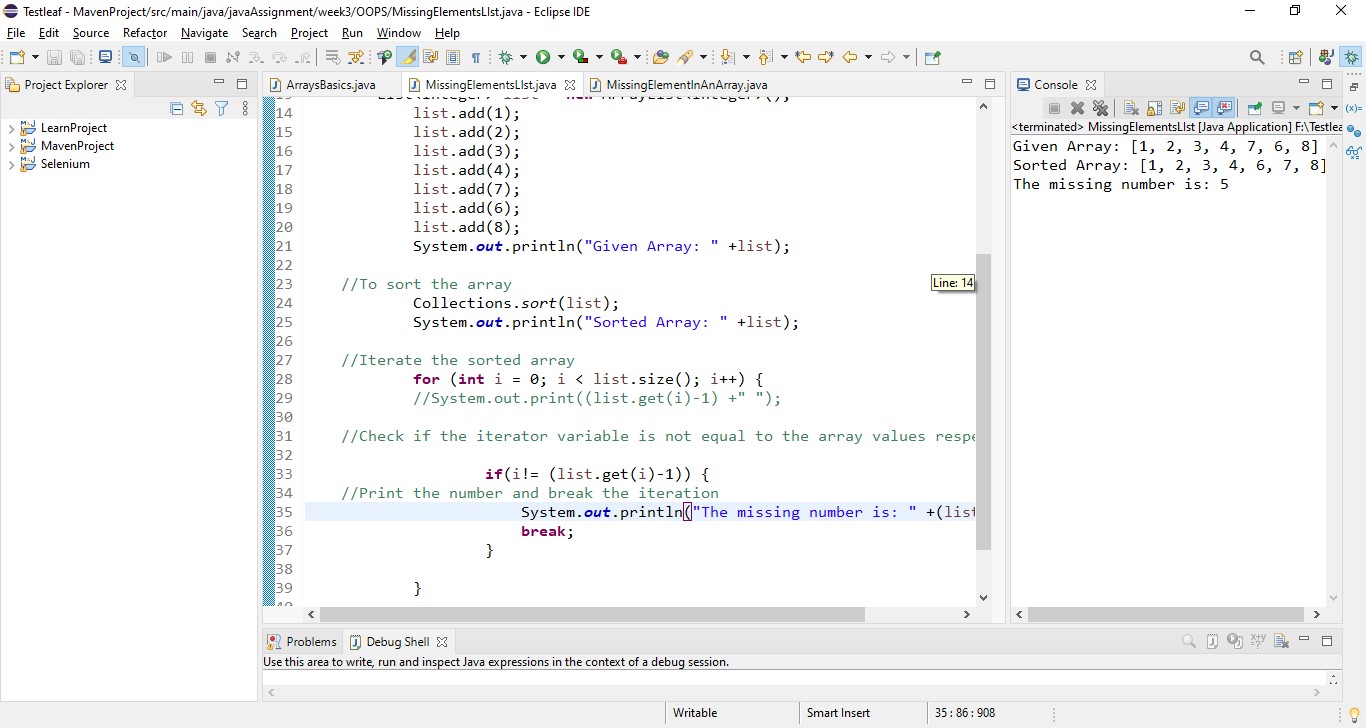 Testleaf - MavenProject/src/main/java/javaAssignment/week3/OOPS/MissingElementsLIst.java - Eclipse IDE
File Edit Source Refactor Navigate Search Project Run Window Help
Project Explorer
LearnProject
MavenProject
Selenium
ArraysBasics.java MissingElementsLIst.java MissingElementInAnArray.java
14 list.add(1);
15 list.add(2);
16 list.add(3);
17 list.add(4);
18 list.add(7);
19 list.add(6);
20 list.add(8);
21 System.out.println("Given Array: " +list);
22
23 //To sort the array
24 Collections.sort(list);
25 System.out.println("Sorted Array: " +list);
26
27 //Iterate the sorted array
28 for (int i = 0; i < list.size(); i++) {
29 //System.out.print((list.get(i)-1) +" ");
30
31 //Check if the iterator variable is not equal to the array values respe
32
33 if(i!= (list.get(i)-1)) {
34 //Print the number and break the iteration
35 System.out.println("The missing number is: " +(list
36 break;
37 }
38
39 }
Line: 14
Console
<terminated> MissingElementsLIst [Java Application] F:\Testlea
Given Array: [1, 2, 3, 4, 7, 6, 8]
Sorted Array: [1, 2, 3, 4, 6, 7, 8]
The missing number is: 5
Problems Debug Shell
Use this area to write, run and inspect Java expressions in the context of a debug session.
Writable Smart Insert 35 : 86 : 908